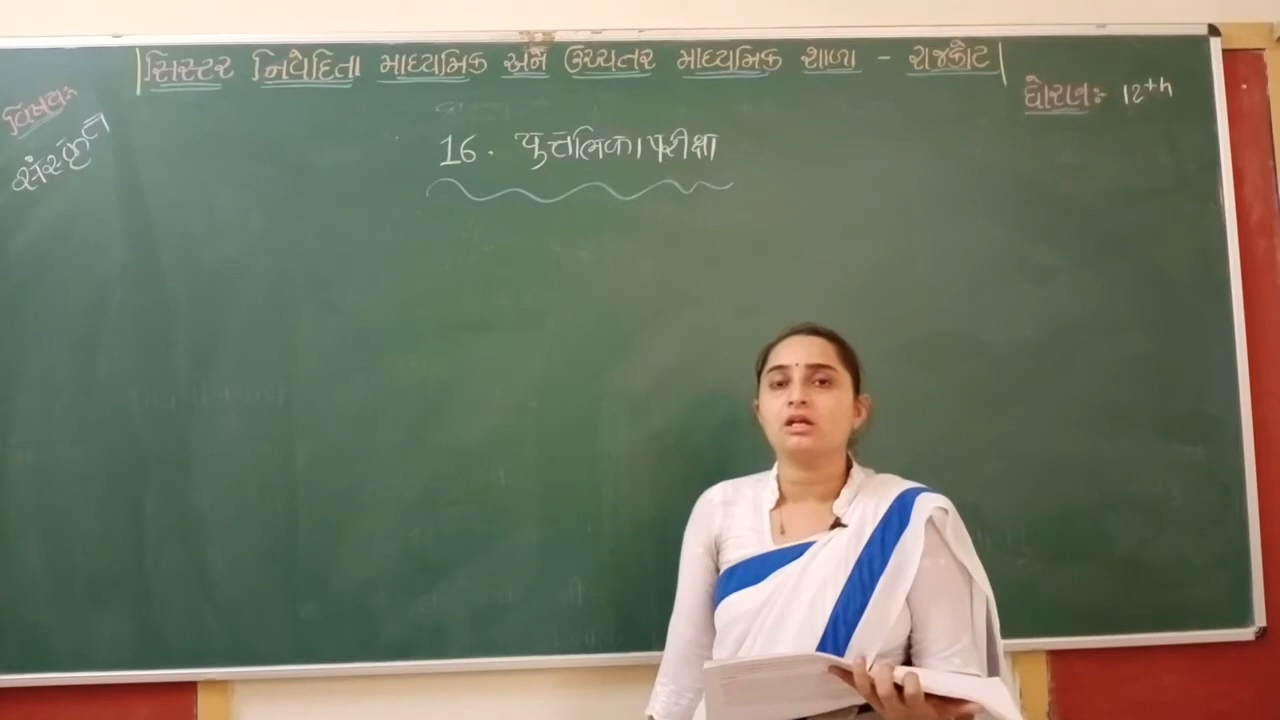 સિસ્ટર નિવેદિતા માધ્યમિક અને ઉચ્ચતર માધ્યમિક શાળા - રાજકોટ
વિષય:
સંસ્કૃત
ધોરણ: 12th
16. पुत्तलिकापरीक्षा